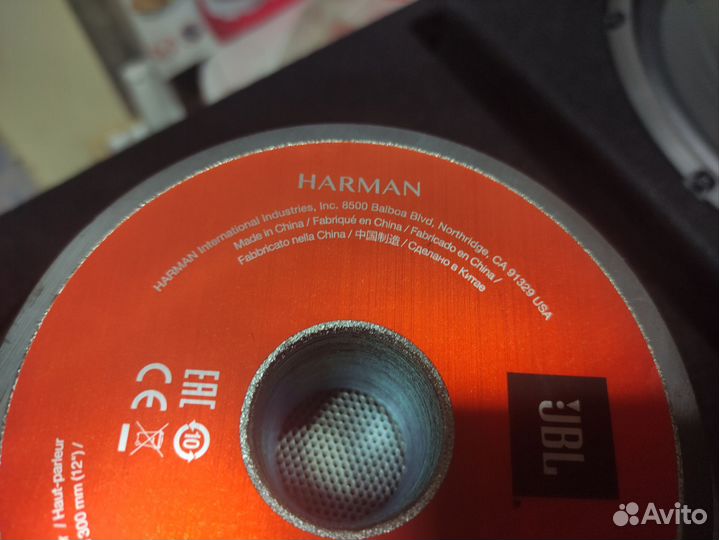 HARMAN
HARMAN International Industries, Inc. 8500 Balboa Blvd, Northridge, CA 91329 USA
Made in China / Fabriqué en China / Fabricado en China /
Fabbricato nella China / 中国制造 / Сделано в Китае
CE
EAC
10
JBL
/ Haut-parleur
300 mm (12") /
Avito